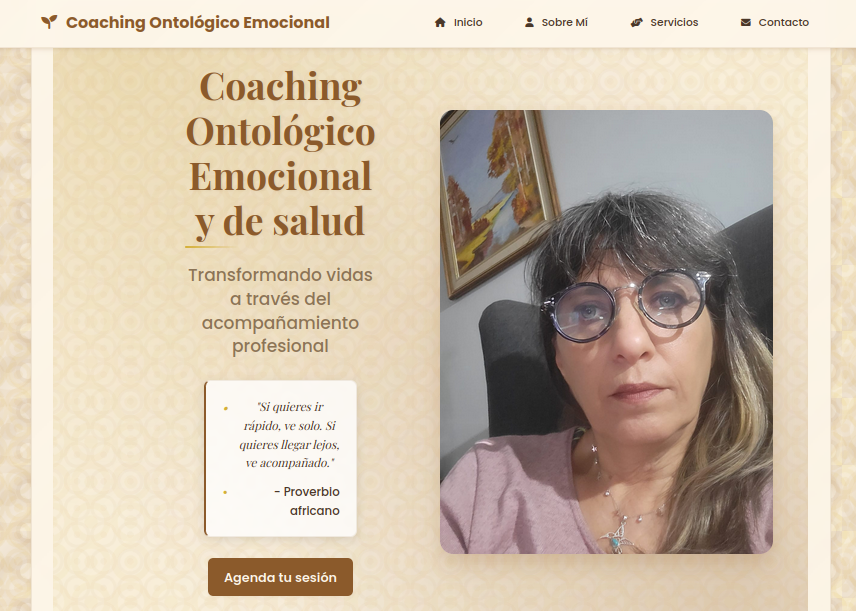 Coaching Ontológico Emocional
Inicio
Sobre Mí
Servicios
Contacto
Coaching
Ontológico
Emocional
y de salud
Transformando vidas
a través del
acompañamiento
profesional
"Si quieres ir
rápido, ve solo. Si
quieres llegar lejos,
ve acompañado."
- Proverbio
africano
Agenda tu sesión